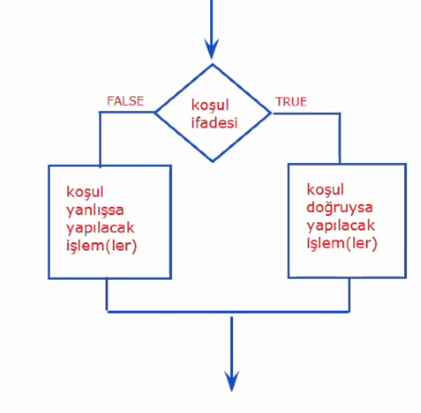 FALSE
TRUE
koşul
ifadesi
koşul
yanlışsa
yapılacak
işlem(ler)
koşul
doğruysa
yapılacak
işlem(ler)